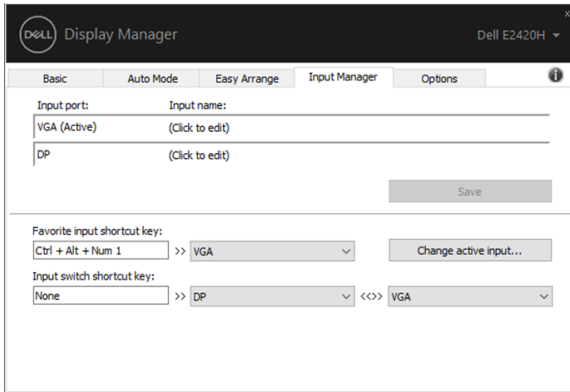 x
DELL Display Manager Dell E2420H
Basic Auto Mode Easy Arrange Input Manager Options i
Input port: Input name:
VGA (Active) (Click to edit)
DP (Click to edit)
Save
Favorite input shortcut key:
Ctrl + Alt + Num 1 >> VGA Change active input...
Input switch shortcut key:
None >> DP <<>> VGA